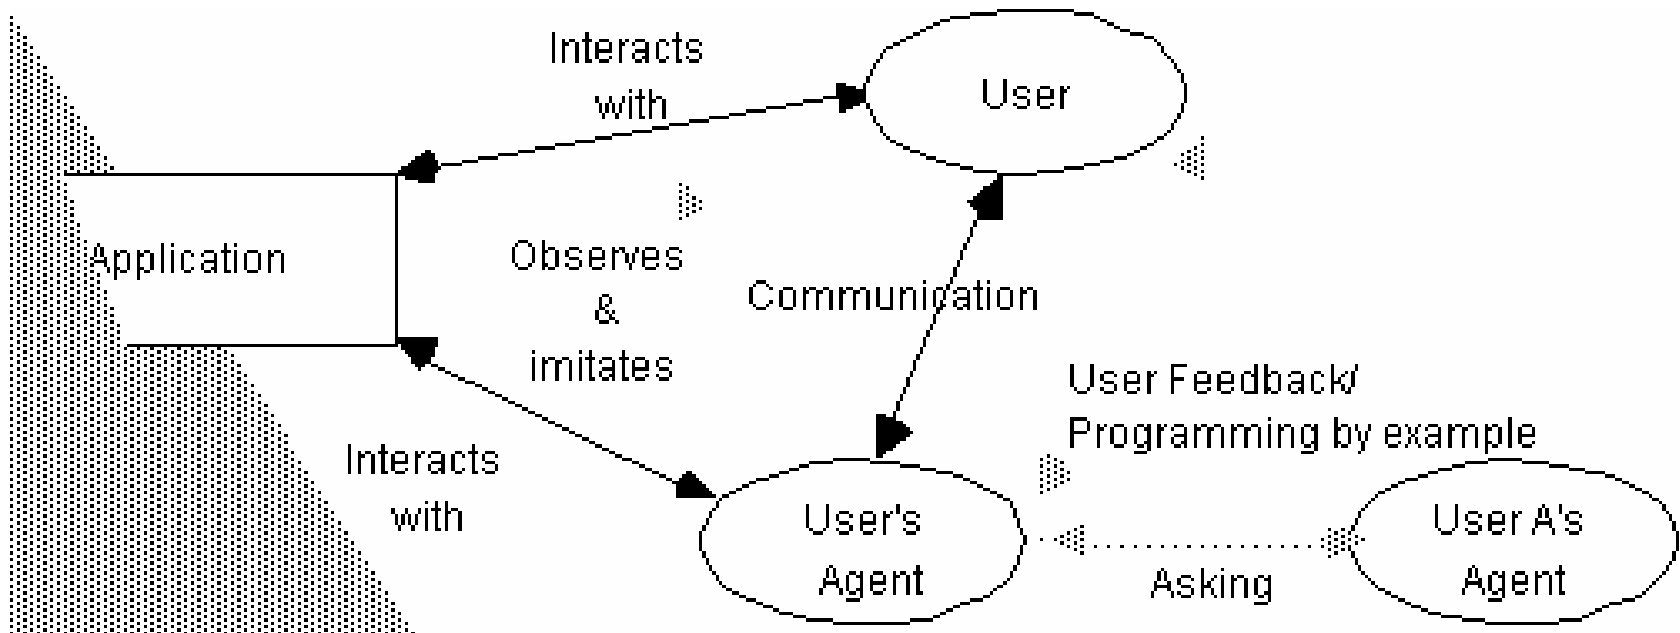 Interacts
with
User
Application
Observes
&
imitates
Communication
User Feedback/
Programming by example
Interacts
with
User's
Agent
Asking
User A's
Agent